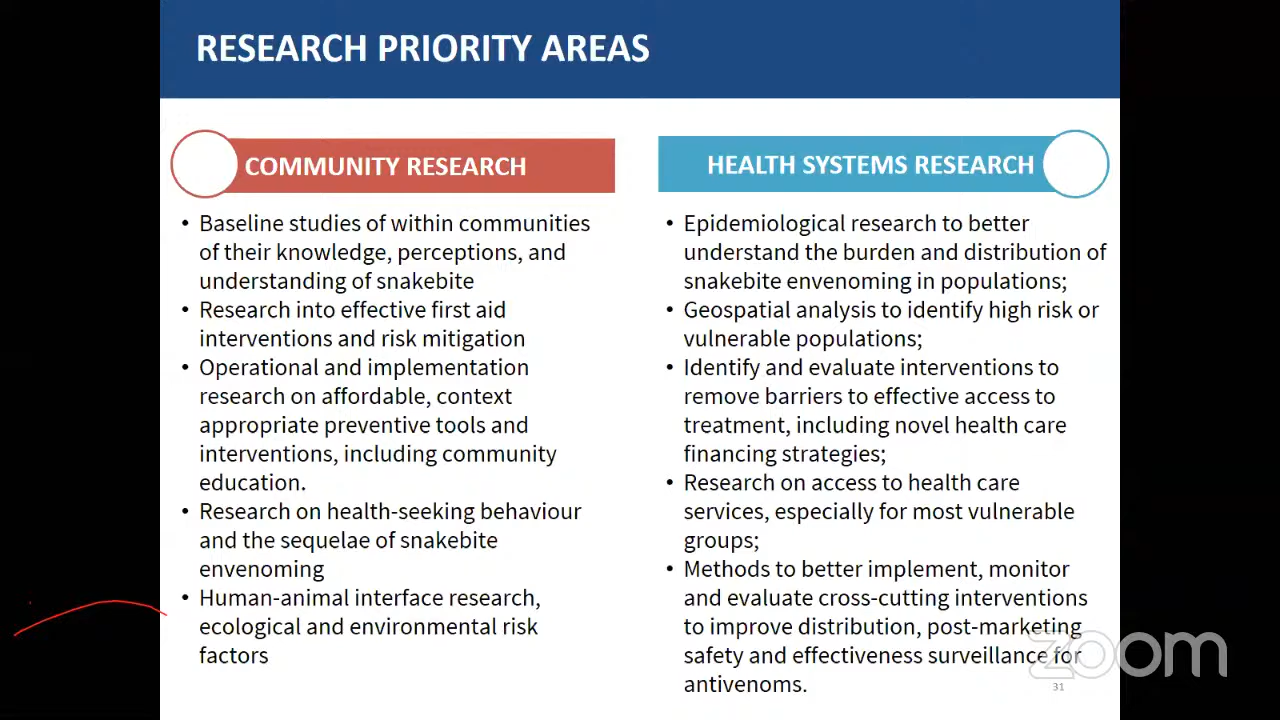 RESEARCH PRIORITY AREAS
COMMUNITY RESEARCH
• Baseline studies of within communities
of their knowledge, perceptions, and
understanding of snakebite
• Research into effective first aid
interventions and risk mitigation
• Operational and implementation
research on affordable, context
appropriate preventive tools and
interventions, including community
education.
• Research on health-seeking behaviour
and the sequelae of snakebite
envenoming
• Human-animal interface research,
ecological and environmental risk
factors
HEALTH SYSTEMS RESEARCH
• Epidemiological research to better
understand the burden and distribution of
snakebite envenoming in populations;
• Geospatial analysis to identify high risk or
vulnerable populations;
• Identify and evaluate interventions to
remove barriers to effective access to
treatment, including novel health care
financing strategies;
• Research on access to health care
services, especially for most vulnerable
groups;
• Methods to better implement, monitor
and evaluate cross-cutting interventions
to improve distribution, post-marketing
safety and effectiveness surveillance for
antivenoms.
zoom
31